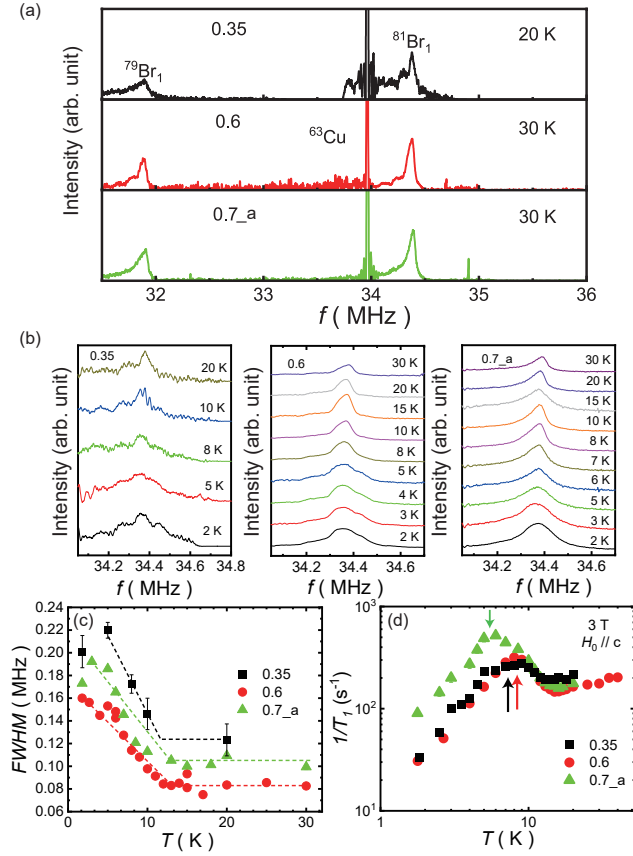 (a)
0.35
20 K
⁷⁹Br₁
⁸¹Br₁
0.6
⁶³Cu
30 K
0.7_a
30 K
Intensity (arb. unit)
Intensity (arb. unit)
32 33 34 35 36
f ( MHz )
(b)
0.35
20 K
10 K
8 K
5 K
2 K
Intensity (arb. unit)
34.2 34.4 34.6 34.8
f ( MHz )
0.6
30 K
20 K
15 K
10 K
8 K
5 K
4 K
3 K
2 K
Intensity (arb. unit)
34.2 34.4 34.6
f ( MHz )
0.7_a
30 K
20 K
15 K
10 K
8 K
7 K
6 K
5 K
3 K
2 K
Intensity (arb. unit)
34.2 34.4 34.6
f ( MHz )
(c)
0.24
0.22
0.20
0.18
0.16
0.14
0.12
0.10
0.08
0.06
FWHM ( MHz )
0.35
0.6
0.7_a
0 10 20 30
T ( K )
(d)
3 T
H₀ // c
10³
10²
10¹
1/T₁ (s⁻¹)
0.35
0.6
0.7_a
1 10
T ( K )